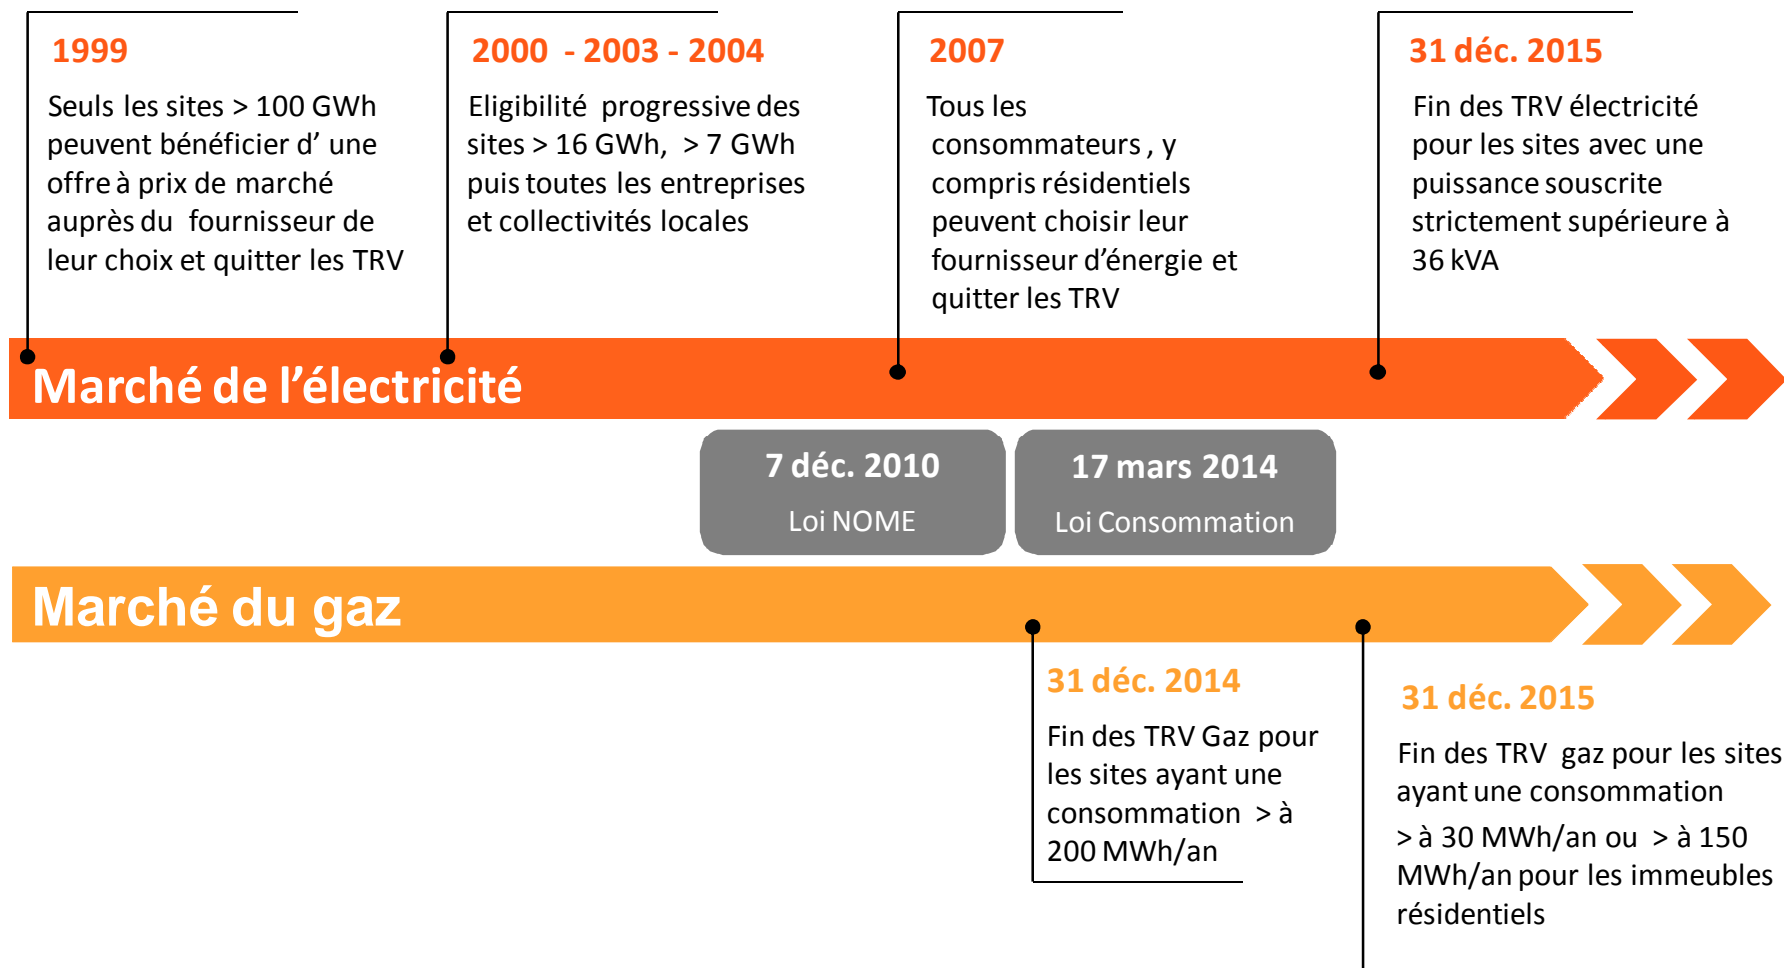 1999
Seuls les sites > 100 GWh
peuvent bénéficier d’ une
offre à prix de marché
auprès du fournisseur de
leur choix et quitter les TRV
2000 - 2003 - 2004
Eligibilité progressive des
sites > 16 GWh, > 7 GWh
puis toutes les entreprises
et collectivités locales
2007
Tous les
consommateurs , y
compris résidentiels
peuvent choisir leur
fournisseur d’énergie et
quitter les TRV
31 déc. 2015
Fin des TRV électricité
pour les sites avec une
puissance souscrite
strictement supérieure à
36 kVA
Marché de l’électricité
7 déc. 2010
Loi NOME
17 mars 2014
Loi Consommation
Marché du gaz
31 déc. 2014
Fin des TRV Gaz pour
les sites ayant une
consommation > à
200 MWh/an
31 déc. 2015
Fin des TRV gaz pour les sites
ayant une consommation
> à 30 MWh/an ou > à 150
MWh/an pour les immeubles
résidentiels